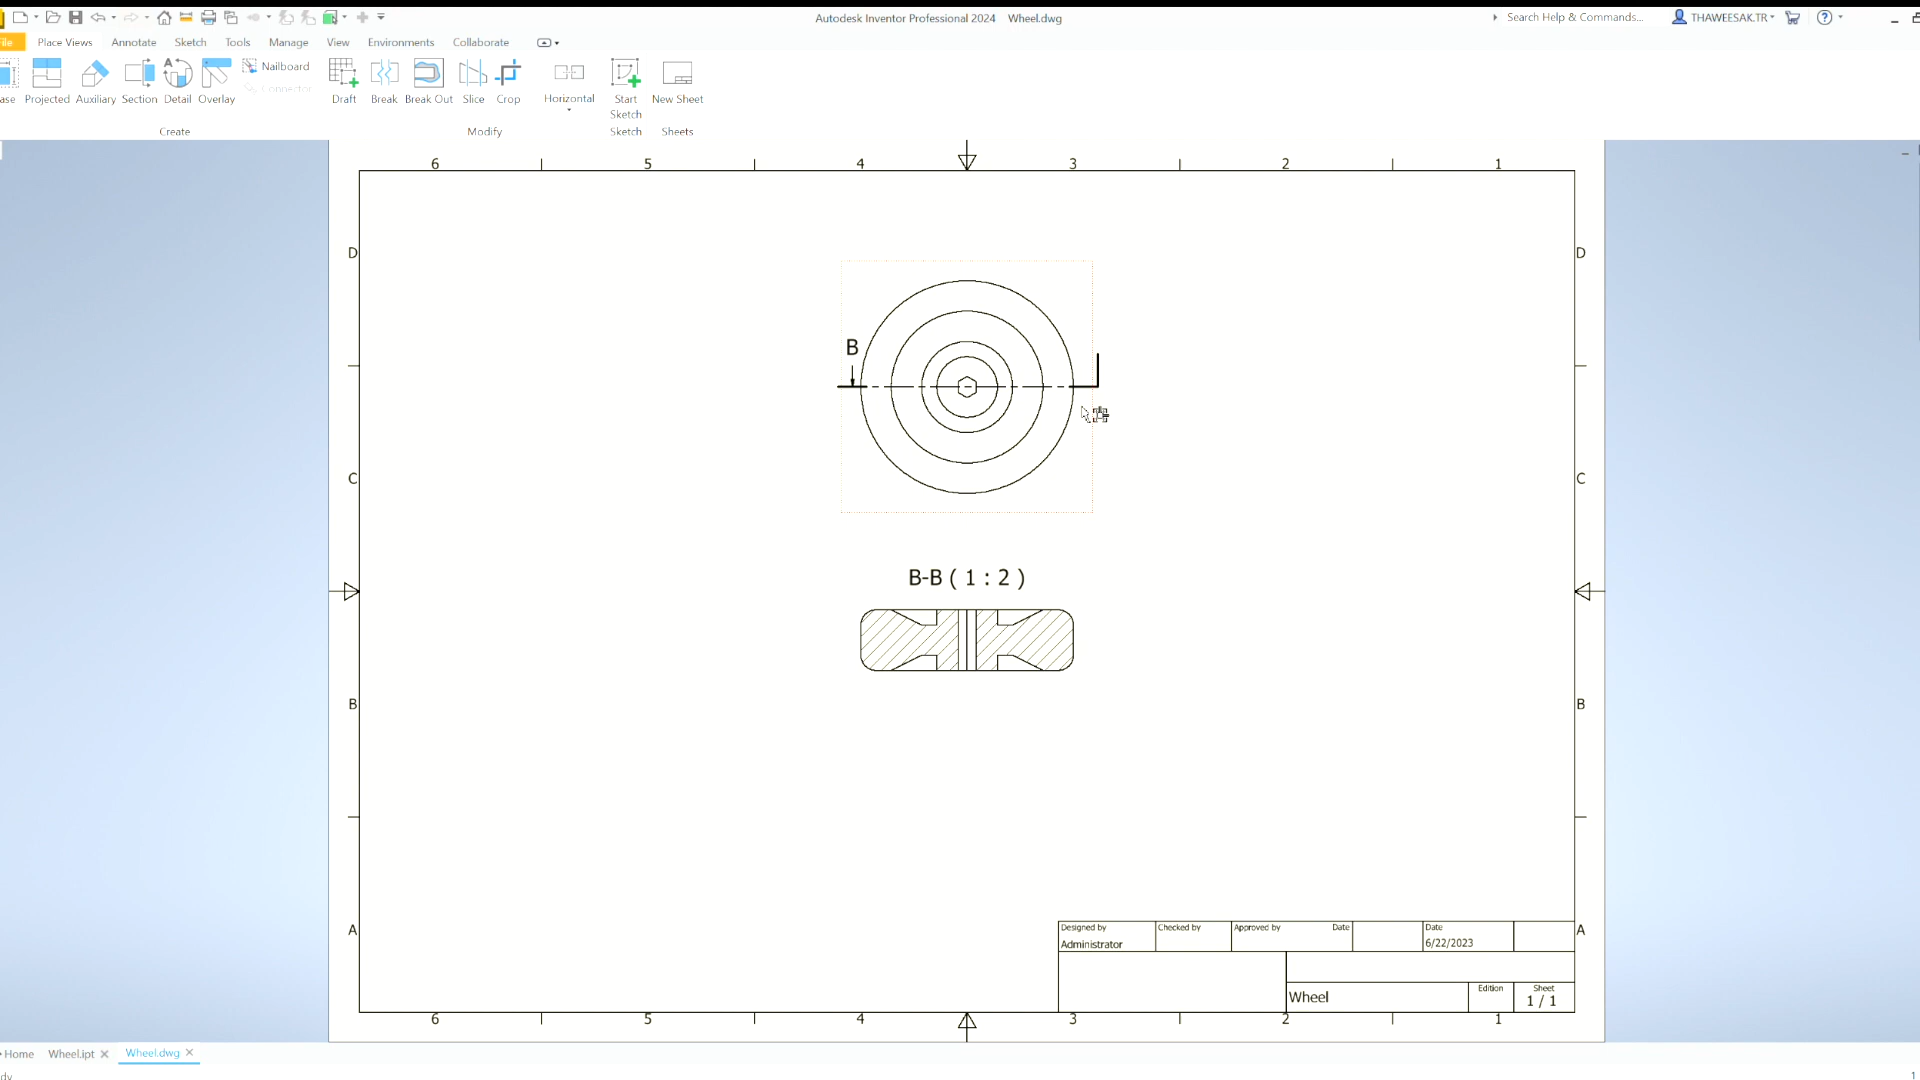 Autodesk Inventor Professional 2024 Wheel.dwg
Search Help & Commands...
THAWEESAK.TR
Place Views Annotate Sketch Tools Manage View Environments Collaborate
Projected Auxiliary Section Detail Overlay
Nailboard
Connector
Draft Break Break Out Slice Crop
Horizontal
Start Sketch
New Sheet
Create Modify Sketch Sheets
6 5 4 3 2 1
D D
B
C C
B-B ( 1 : 2 )
B B
A A
Designed by Checked by Approved by Date Date
Administrator 6/22/2023
Wheel
Edition Sheet
1 / 1
6 5 4 3 2 1
Home Wheel.ipt Wheel.dwg
1